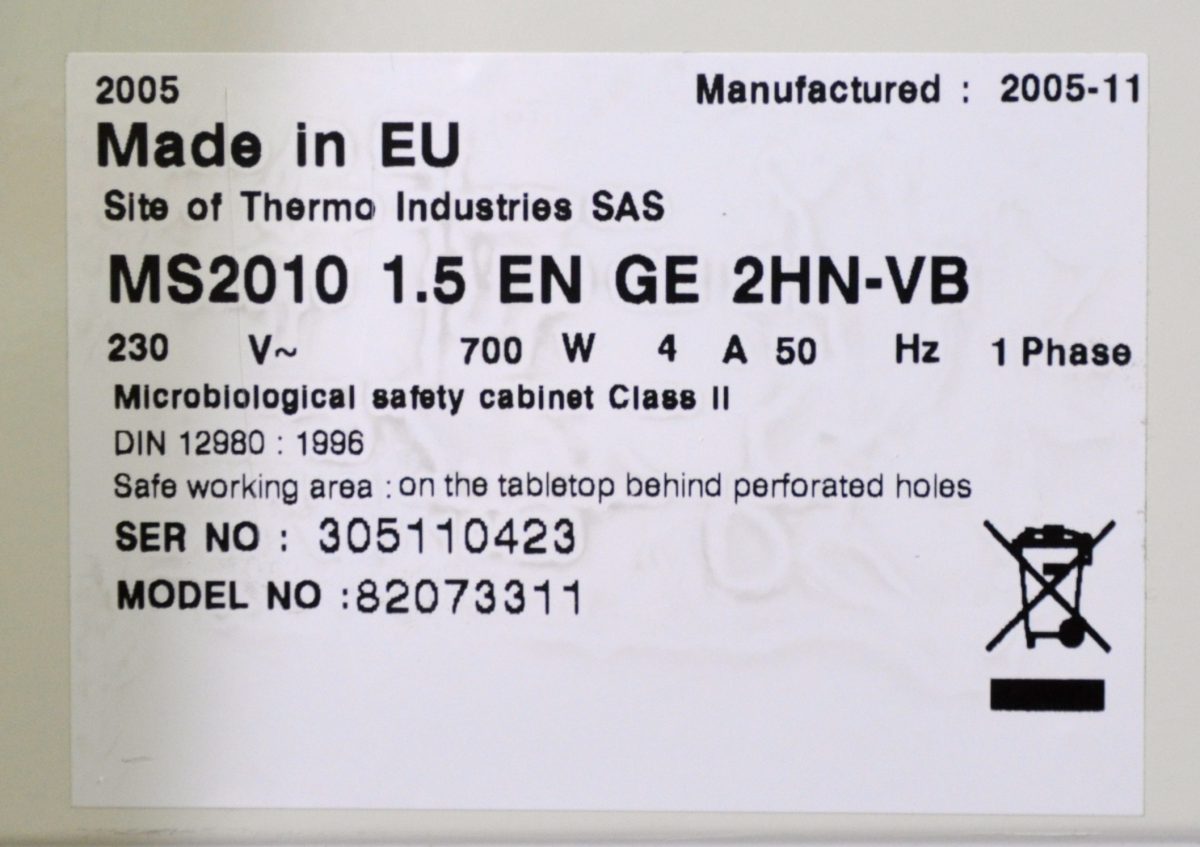 2005 Manufactured : 2005-11
Made in EU
Site of Thermo Industries SAS
MS2010 1.5 EN GE 2HN-VB
230 V~ 700 W 4 A 50 Hz 1 Phase
Microbiological safety cabinet Class II
DIN 12980 : 1996
Safe working area : on the tabletop behind perforated holes
SER NO : 305110423
MODEL NO :82073311